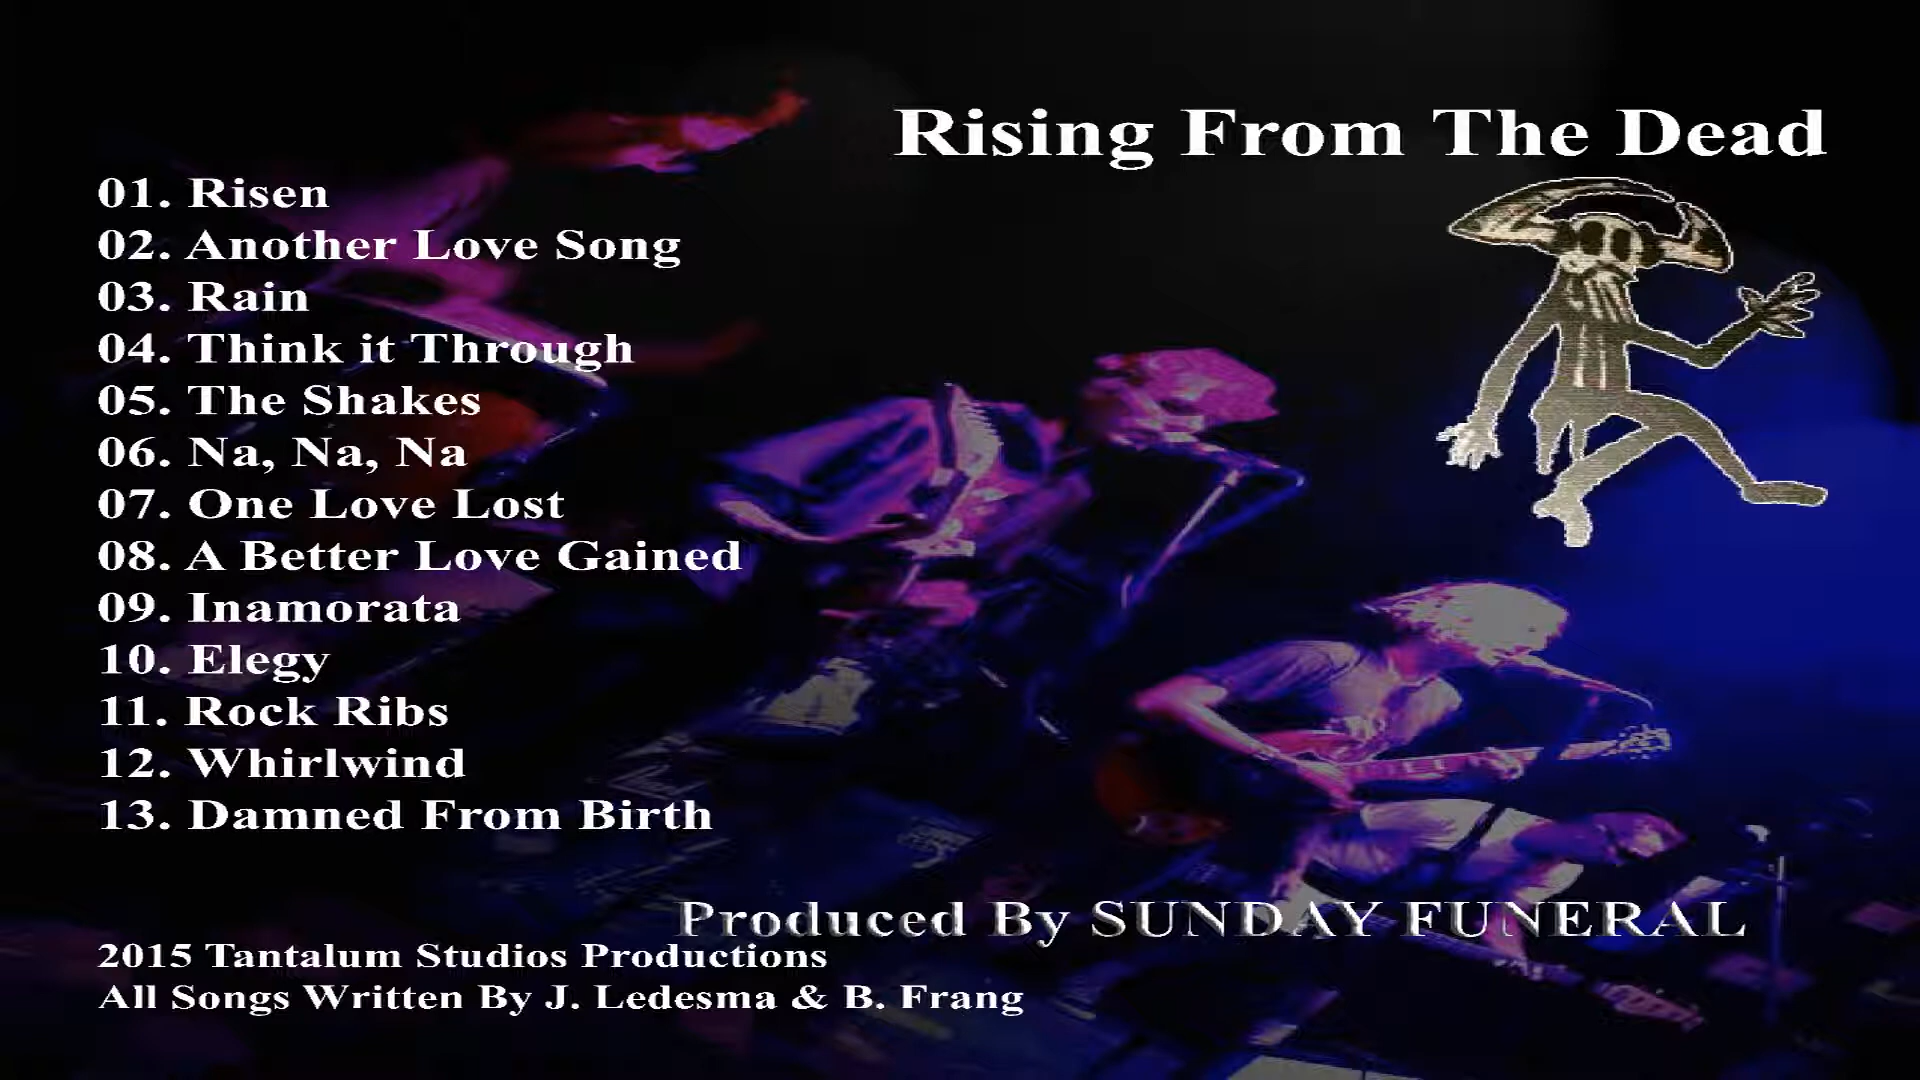 Rising From The Dead
01. Risen
02. Another Love Song
03. Rain
04. Think it Through
05. The Shakes
06. Na, Na, Na
07. One Love Lost
08. A Better Love Gained
09. Inamorata
10. Elegy
11. Rock Ribs
12. Whirlwind
13. Damned From Birth
Produced By SUNDAY FUNERAL
2015 Tantalum Studios Productions
All Songs Written By J. Ledesma & B. Frang